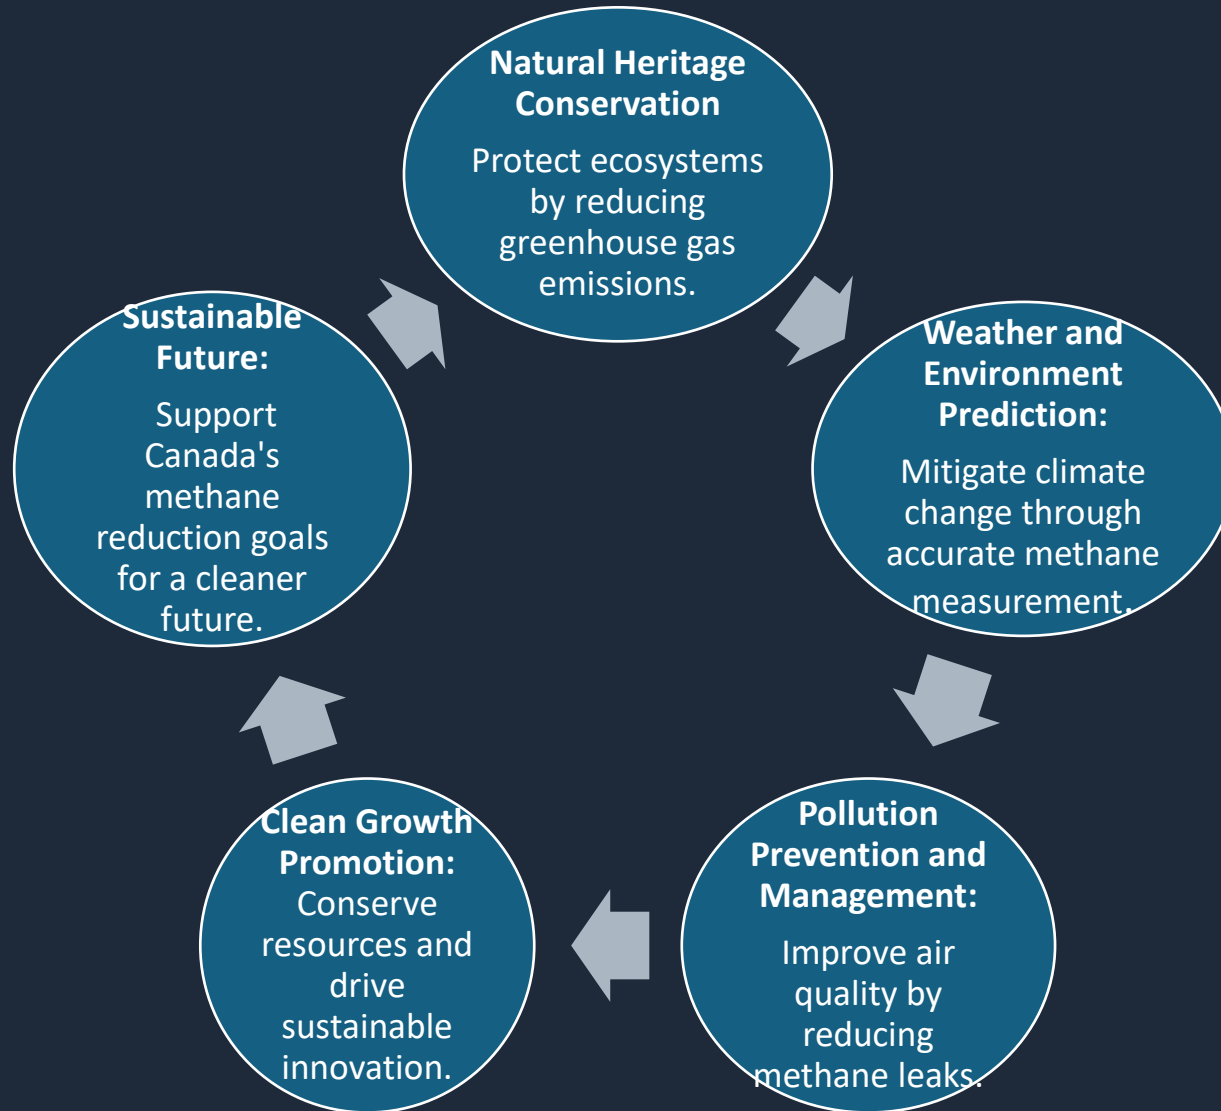 Natural Heritage
Conservation
Protect ecosystems
by reducing
greenhouse gas
emissions.
Weather and
Environment
Prediction:
Mitigate climate
change through
accurate methane
measurement.
Pollution
Prevention and
Management:
Improve air
quality by
reducing
methane leaks.
Clean Growth
Promotion:
Conserve
resources and
drive
sustainable
innovation.
Sustainable
Future:
Support
Canada's
methane
reduction goals
for a cleaner
future.